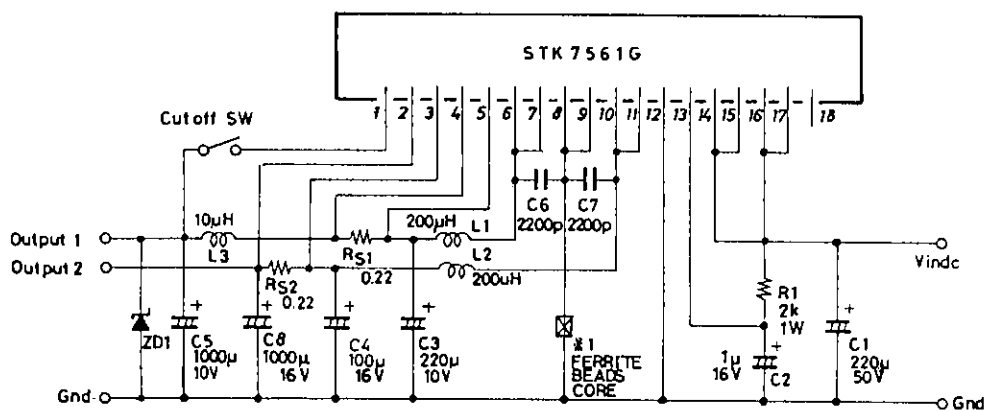 STK7561G
1 2 3 4 5 6 7 8 9 10 11 12 13 14 15 16 17 18
Cutoff SW
C6
2200p
C7
2200p
10µH
L3
200µH
L1
Output 1
RS1
0.22
L2
200uH
Output 2
RS2
0.22
Vindc
R1
2k
1W
ZD1
+
C5
1000µ
10V
+
C8
1000µ
16V
+
C4
100µ
16V
+
C3
220µ
10V
※1
FERRITE
BEADS
CORE
+
1µ
16V
C2
+
C1
220µ
50V
Gnd
Gnd